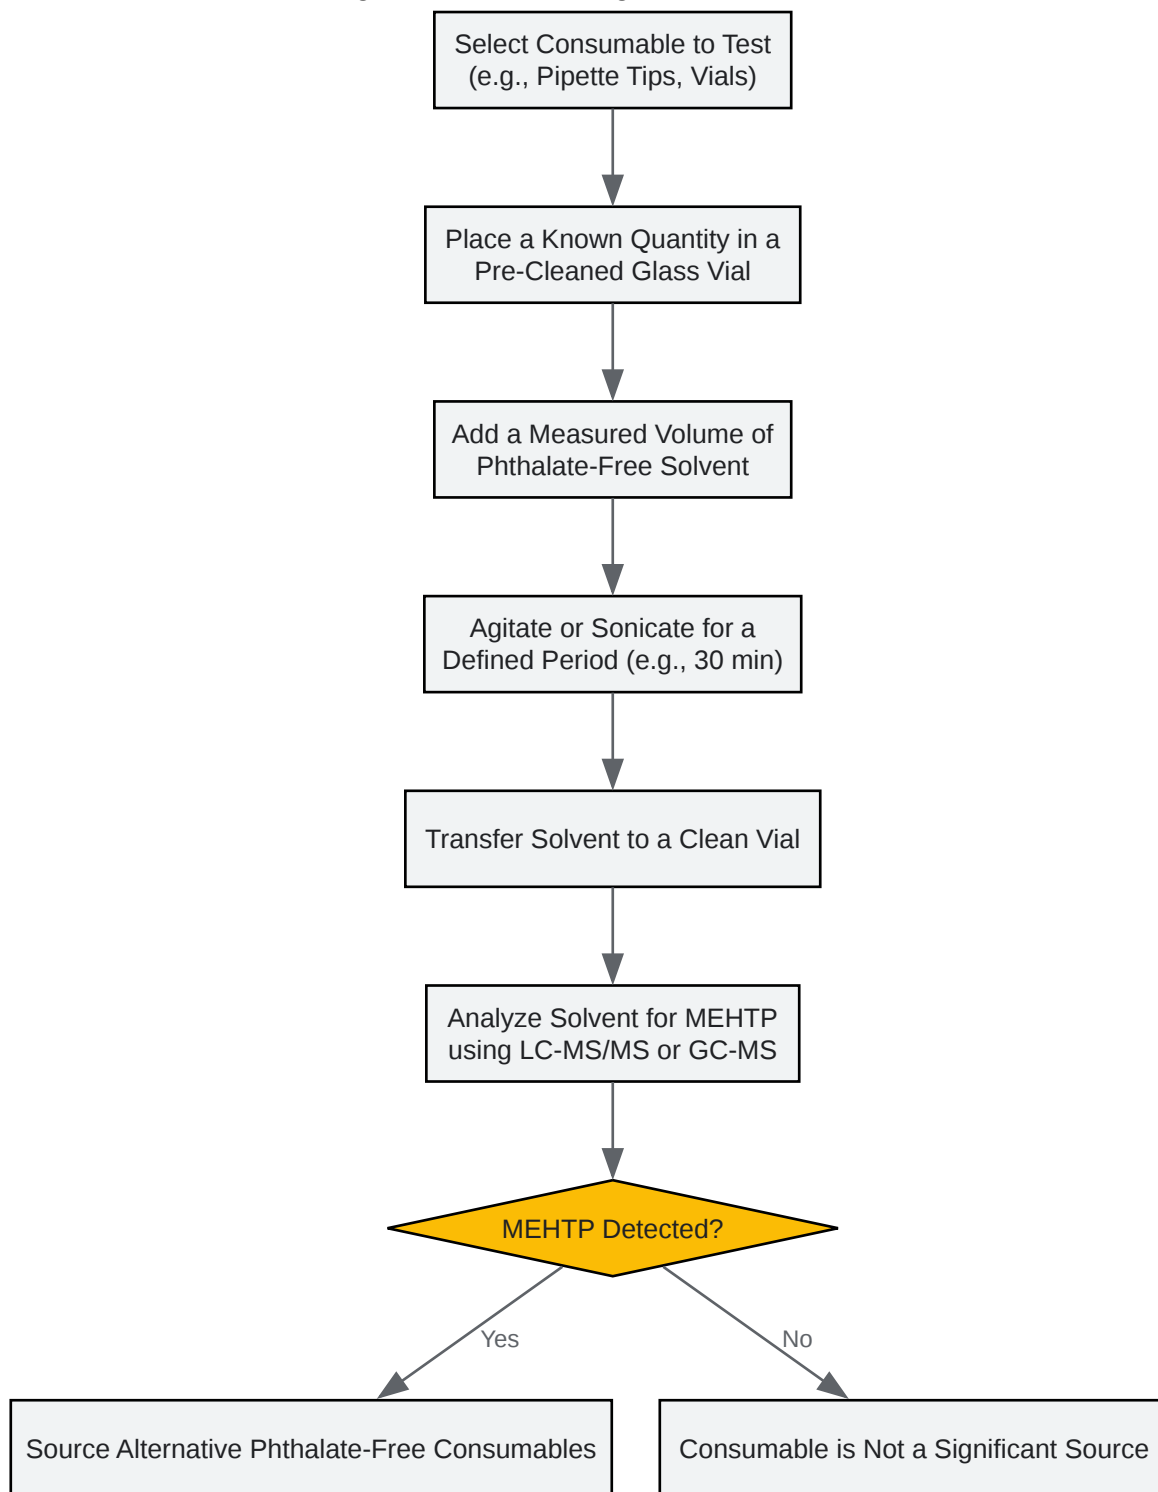 Select Consumable to Test
(e.g., Pipette Tips, Vials)
Place a Known Quantity in a
Pre-Cleaned Glass Vial
Add a Measured Volume of
Phthalate-Free Solvent
Agitate or Sonicate for a
Defined Period (e.g., 30 min)
Transfer Solvent to a Clean Vial
Analyze Solvent for MEHTP
using LC-MS/MS or GC-MS
MEHTP Detected?
Yes
No
Source Alternative Phthalate-Free Consumables
Consumable is Not a Significant Source